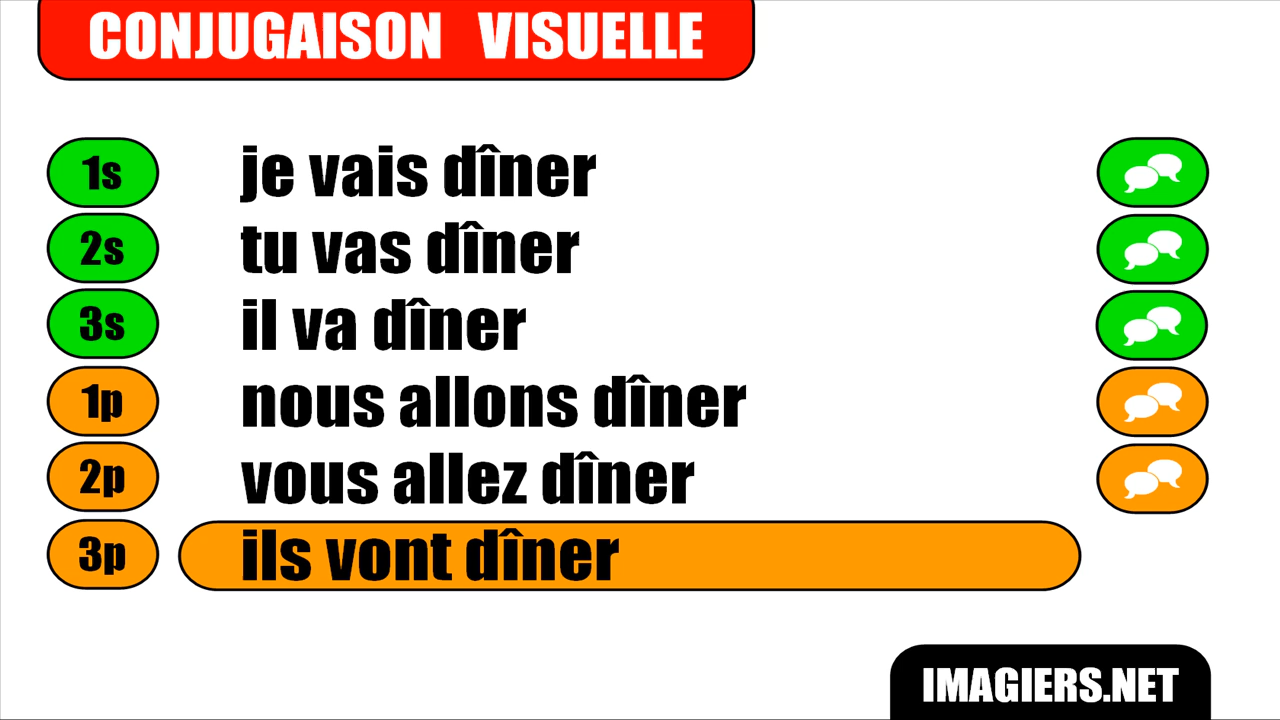 CONJUGAISON VISUELLE
1s je vais dîner
2s tu vas dîner
3s il va dîner
1p nous allons dîner
2p vous allez dîner
3p ils vont dîner
IMAGIERS.NET